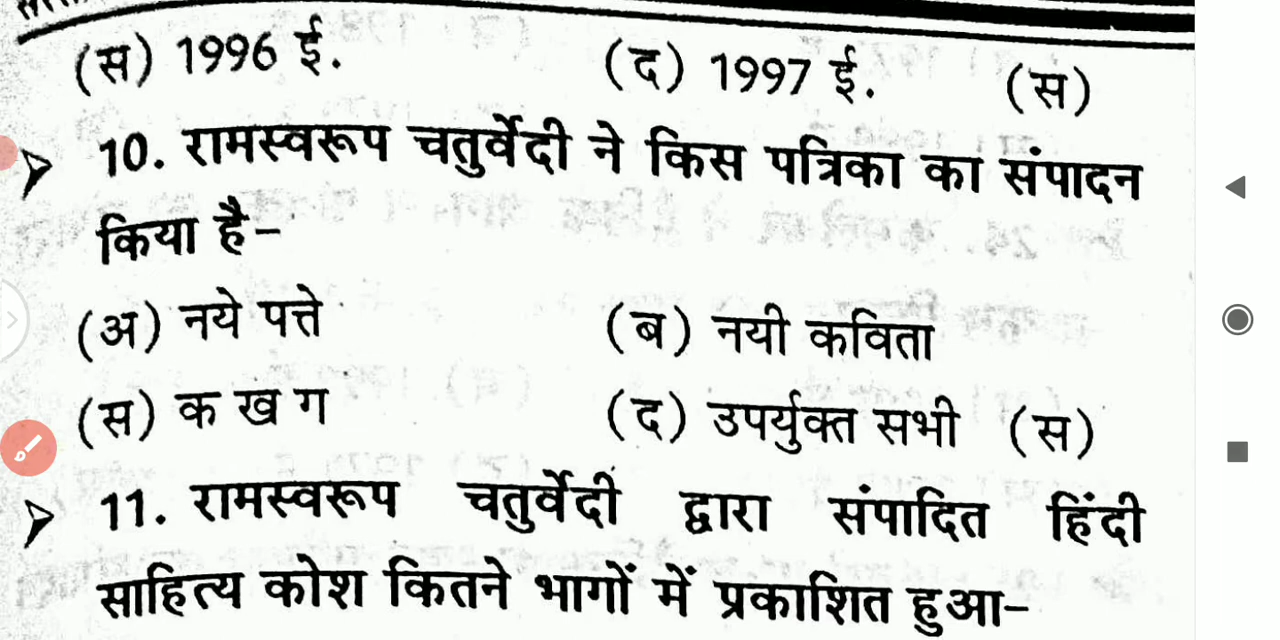 (स) 1996 ई. (द) 1997 ई. (स)
10. रामस्वरूप चतुर्वेदी ने किस पत्रिका का संपादन
किया है-
(अ) नये पत्ते (ब) नयी कविता
(स) क ख ग (द) उपर्युक्त सभी (स)
11. रामस्वरूप चतुर्वेदी द्वारा संपादित हिंदी
साहित्य कोश कितने भागों में प्रकाशित हुआ-